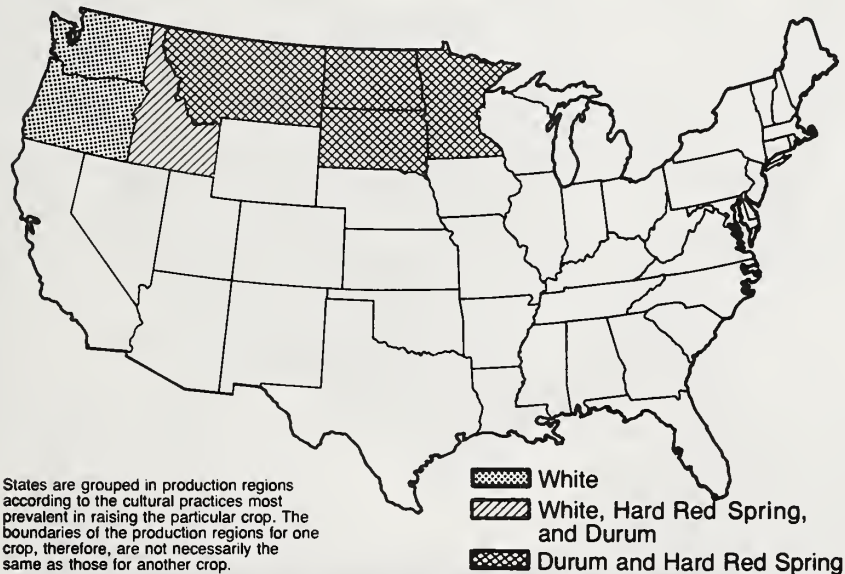 States are grouped in production regions
according to the cultural practices most
prevalent in raising the particular crop. The
boundaries of the production regions for one
crop, therefore, are not necessarily the
same as those for another crop.
White
White, Hard Red Spring,
and Durum
Durum and Hard Red Spring